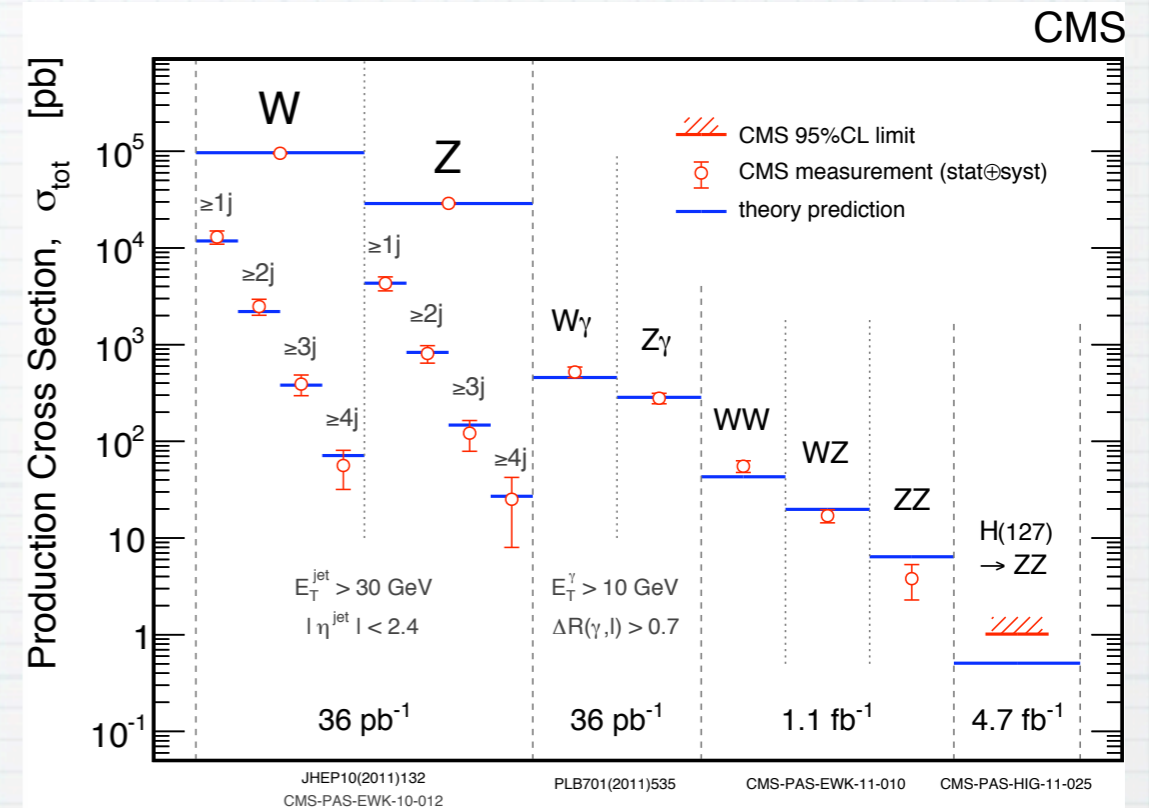 CMS
Production Cross Section, σ_tot [pb]
10^5
10^4
10^3
10^2
10
1
10^-1
W
Z
≥1j
≥2j
≥3j
≥4j
≥1j
≥2j
≥3j
≥4j
Wγ
Zγ
WW
WZ
ZZ
H(127)
→ ZZ
CMS 95%CL limit
CMS measurement (stat⊕syst)
theory prediction
E_T^jet > 30 GeV
| η^jet | < 2.4
E_T^γ > 10 GeV
ΔR(γ,l) > 0.7
36 pb^-1
36 pb^-1
1.1 fb^-1
4.7 fb^-1
JHEP10(2011)132
CMS-PAS-EWK-10-012
PLB701(2011)535
CMS-PAS-EWK-11-010
CMS-PAS-HIG-11-025